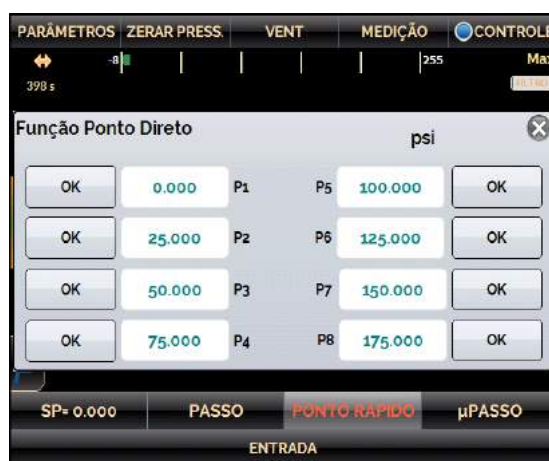 PARÂMETROS ZERAR PRESS. VENT MEDIÇÃO CONTROLE
-8 255 Max
398 s FILTRO
Função Ponto Direto psi
OK 0.000 P1 P5 100.000 OK
OK 25.000 P2 P6 125.000 OK
OK 50.000 P3 P7 150.000 OK
OK 75.000 P4 P8 175.000 OK
SP= 0.000 PASSO PONTO RÁPIDO µPASSO
ENTRADA